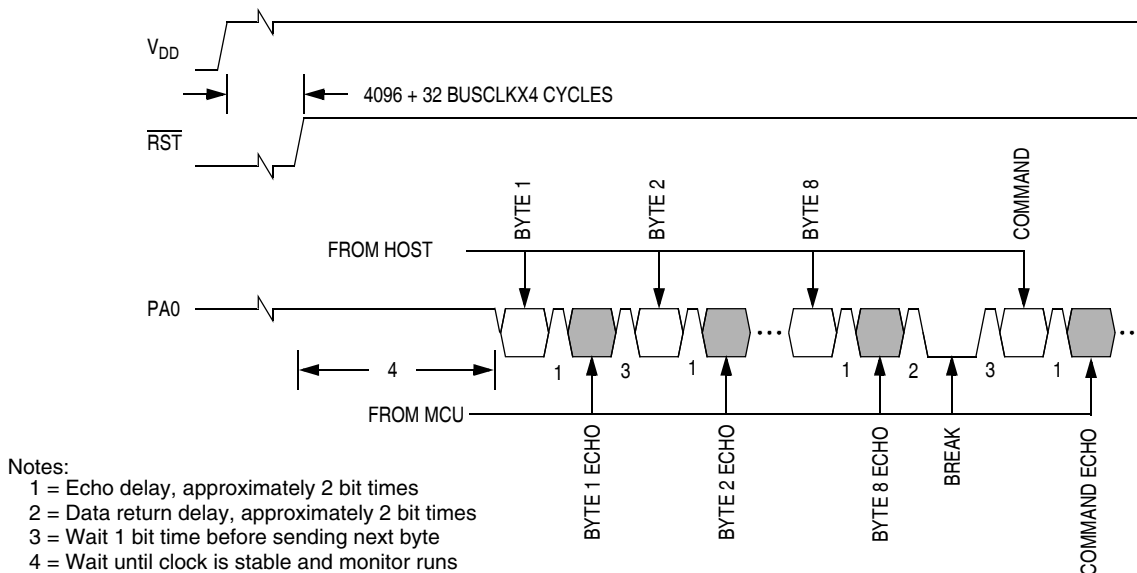 VDD
4096 + 32 BUSCLKX4 CYCLES
RST
BYTE 1
BYTE 2
BYTE 8
COMMAND
FROM HOST
PA0
1
3
1
1
2
3
1
4
FROM MCU
BYTE 1 ECHO
BYTE 2 ECHO
BYTE 8 ECHO
BREAK
COMMAND ECHO
Notes:
1 = Echo delay, approximately 2 bit times
2 = Data return delay, approximately 2 bit times
3 = Wait 1 bit time before sending next byte
4 = Wait until clock is stable and monitor runs